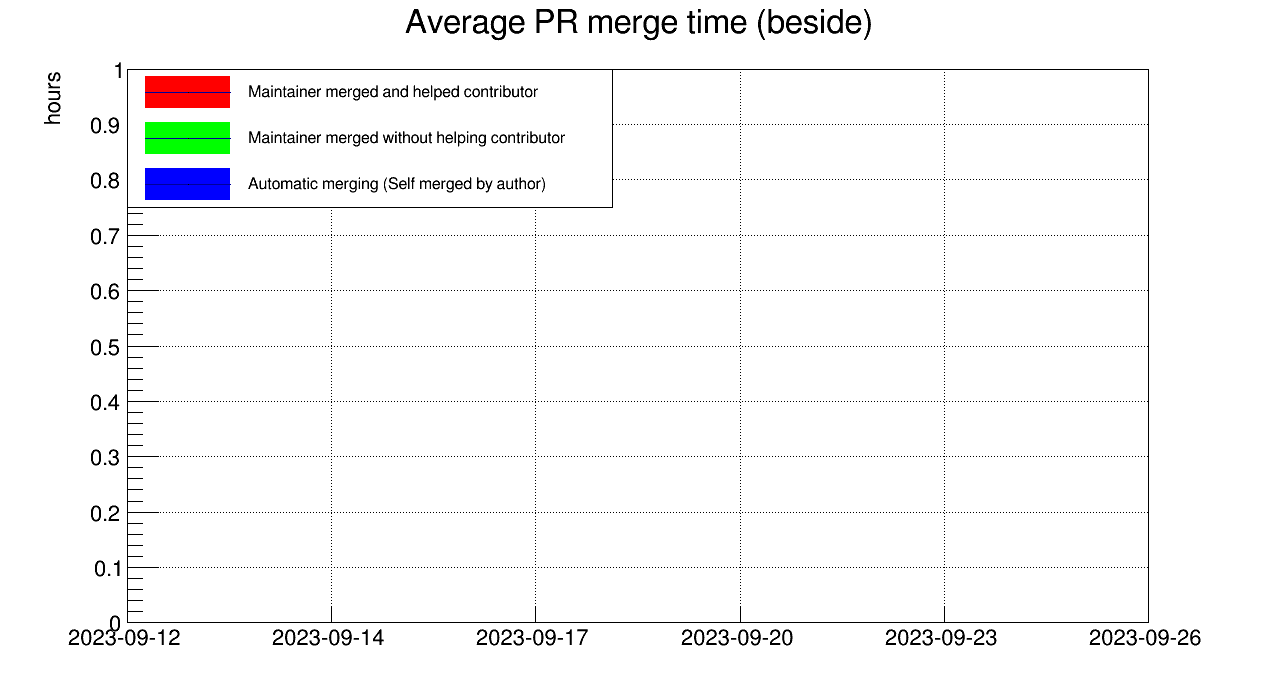 Average PR merge time (beside)
hours
1
0.9
0.8
0.7
0.6
0.5
0.4
0.3
0.2
0.1
0
Maintainer merged and helped contributor
Maintainer merged without helping contributor
Automatic merging (Self merged by author)
2023-09-12 2023-09-14 2023-09-17 2023-09-20 2023-09-23 2023-09-26